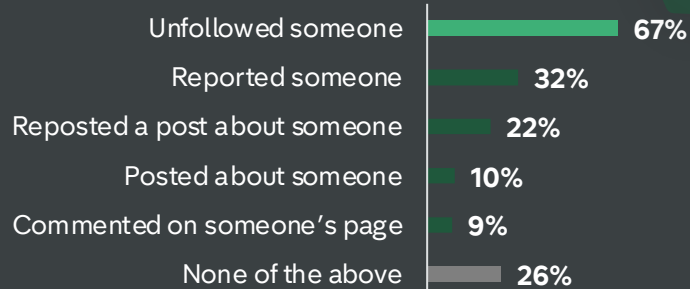 Unfollowed someone 67%
Reported someone 32%
Reposted a post about someone 22%
Posted about someone 10%
Commented on someone’s page 9%
None of the above 26%